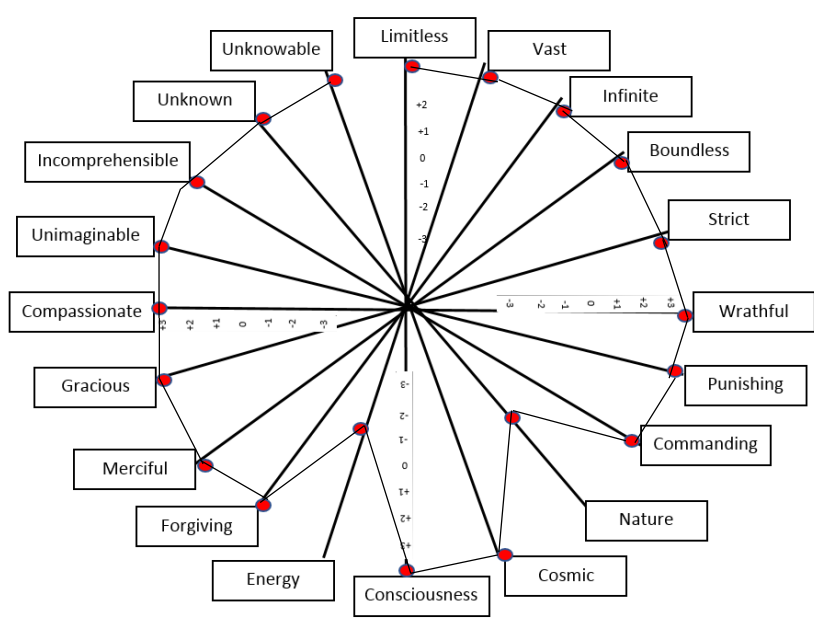 Limitless
Unknowable
Vast
Unknown
Infinite
Incomprehensible
Boundless
Unimaginable
Strict
Compassionate
Wrathful
Gracious
Punishing
Merciful
Commanding
Forgiving
Nature
Energy
Cosmic
Consciousness
+2
+1
0
-1
-2
-3
-3 -2 -1 0 +1 +2 +3
+3 +2 +1 0 -1 -2 -3
-3
-2
-1
0
+1
+2
+3